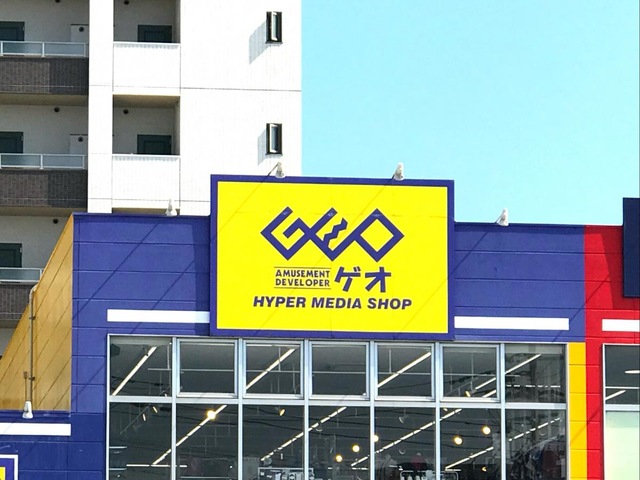 GEO
AMUSEMENT
DEVELOPER ゲオ
HYPER MEDIA SHOP